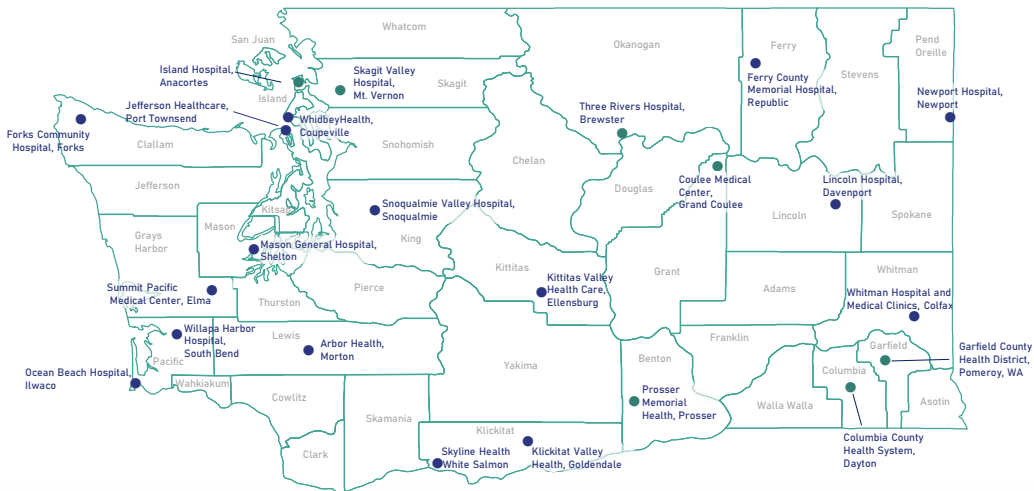 Whatcom
San Juan
Okanogan
Ferry
Pend
Oreille
Stevens
Island Hospital,
Anacortes
Skagit Valley
Hospital,
Mt. Vernon
Skagit
Ferry County
Memorial Hospital,
Republic
Newport Hospital,
Newport
Island
Jefferson Healthcare,
Port Townsend
WhidbeyHealth,
Coupeville
Three Rivers Hospital,
Brewster
Forks Community
Hospital, Forks
Clallam
Snohomish
Chelan
Jefferson
Douglas
Coulee Medical
Center,
Grand Coulee
Lincoln Hospital,
Davenport
Lincoln
Spokane
Kitsap
Snoqualmie Valley Hospital,
Snoqualmie
Mason
Grays
Harbor
King
Mason General Hospital,
Shelton
Kittitas
Kittitas Valley
Health Care,
Ellensburg
Grant
Whitman
Adams
Summit Pacific
Medical Center, Elma
Pierce
Thurston
Whitman Hospital and
Medical Clinics, Colfax
Willapa Harbor
Hospital,
South Bend
Lewis
Arbor Health,
Morton
Franklin
Garfield
Garfield County
Health District,
Pomeroy, WA
Pacific
Yakima
Benton
Columbia
Ocean Beach Hospital,
Ilwaco
Wahkiakum
Cowlitz
Prosser
Memorial
Health, Prosser
Walla Walla
Asotin
Skamania
Klickitat
Columbia County
Health System,
Dayton
Clark
Skyline Health
White Salmon
Klickitat Valley
Health, Goldendale